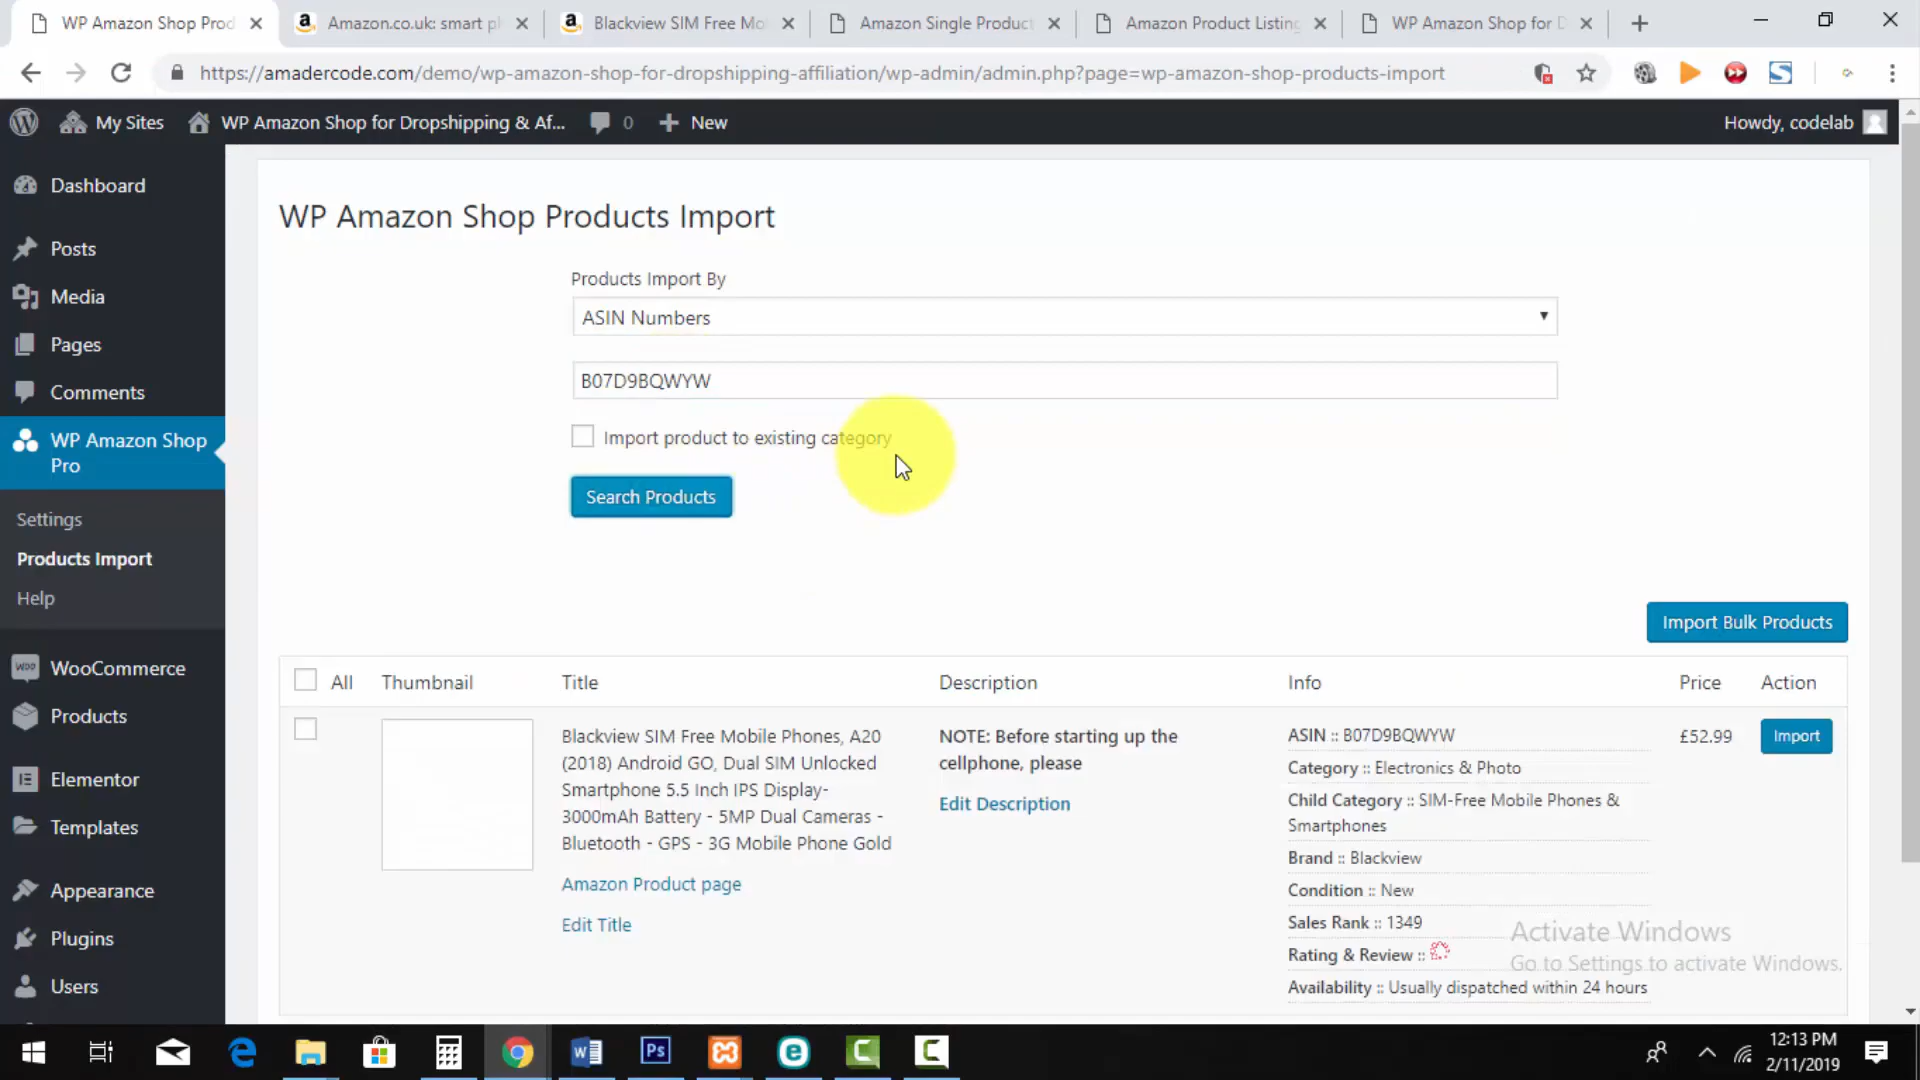 WP Amazon Shop Prod
Amazon.co.uk: smart ph
Blackview SIM Free Mo
Amazon Single Product
Amazon Product Listing
WP Amazon Shop for D
https://amadercode.com/demo/wp-amazon-shop-for-dropshipping-affiliation/wp-admin/admin.php?page=wp-amazon-shop-products-import
My Sites
WP Amazon Shop for Dropshipping & Af...
0
New
Howdy, codelab
Dashboard
Posts
Media
Pages
Comments
WP Amazon Shop
Pro
Settings
Products Import
Help
WooCommerce
Products
Elementor
Templates
Appearance
Plugins
Users
WP Amazon Shop Products Import
Products Import By
ASIN Numbers
B07D9BQWYW
Import product to existing category
Search Products
Import Bulk Products
All
Thumbnail
Title
Description
Info
Price
Action
Blackview SIM Free Mobile Phones, A20
(2018) Android GO, Dual SIM Unlocked
Smartphone 5.5 Inch IPS Display-
3000mAh Battery - 5MP Dual Cameras -
Bluetooth - GPS - 3G Mobile Phone Gold
Amazon Product page
Edit Title
NOTE: Before starting up the
cellphone, please
Edit Description
ASIN :: B07D9BQWYW
Category :: Electronics & Photo
Child Category :: SIM-Free Mobile Phones &
Smartphones
Brand :: Blackview
Condition :: New
Sales Rank :: 1349
Rating & Review ::
Availability :: Usually dispatched within 24 hours
£52.99
Import
Activate Windows
Go to Settings to activate Windows.
12:13 PM
2/11/2019